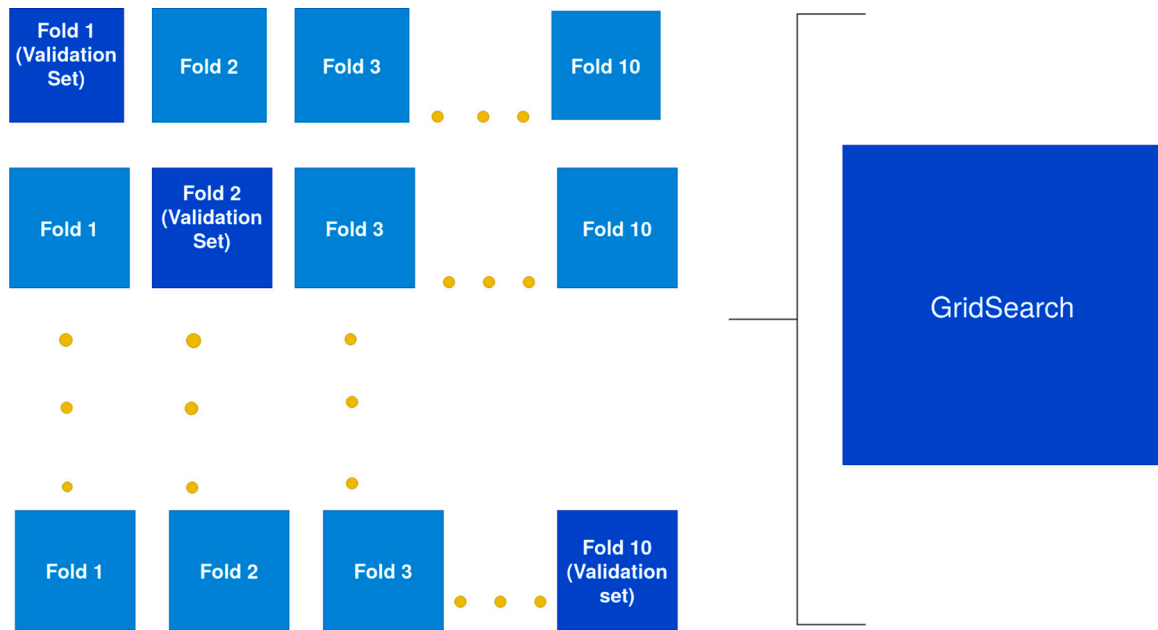 Fold 1
(Validation
Set)
Fold 2
Fold 3
Fold 10
Fold 1
Fold 2
(Validation
Set)
Fold 3
Fold 10
GridSearch
Fold 1
Fold 2
Fold 3
Fold 10
(Validation
set)